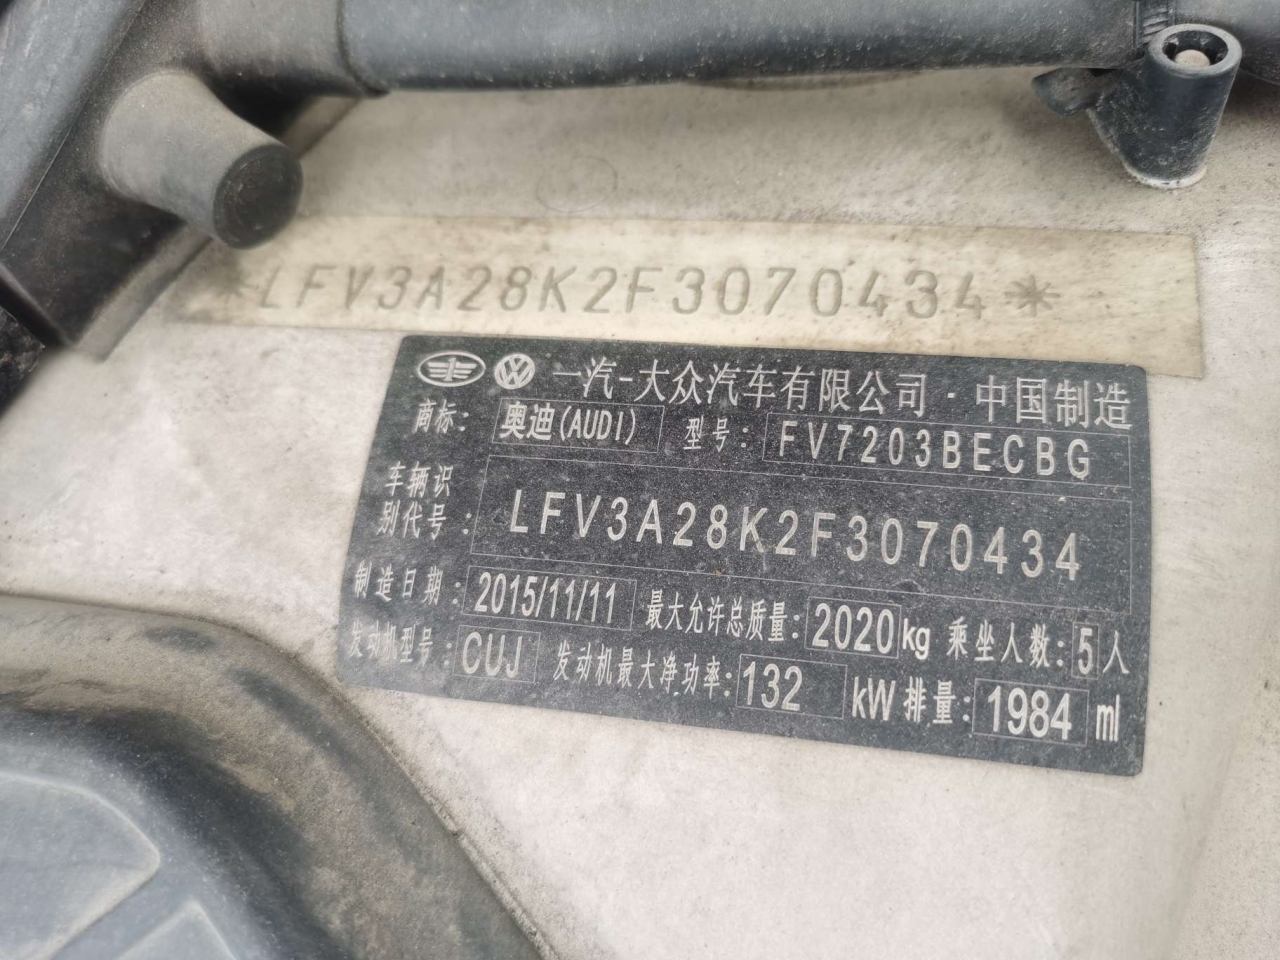 *LFV3A28K2F3070434*
一汽-大众汽车有限公司·中国制造
商标: 奥迪(AUDI) 型号: FV7203BECBG
车辆识别代号: LFV3A28K2F3070434
制造日期: 2015/11/11 最大允许总质量: 2020kg 乘坐人数: 5人
发动机型号: CUJ 发动机最大净功率: 132 kW 排量: 1984 ml